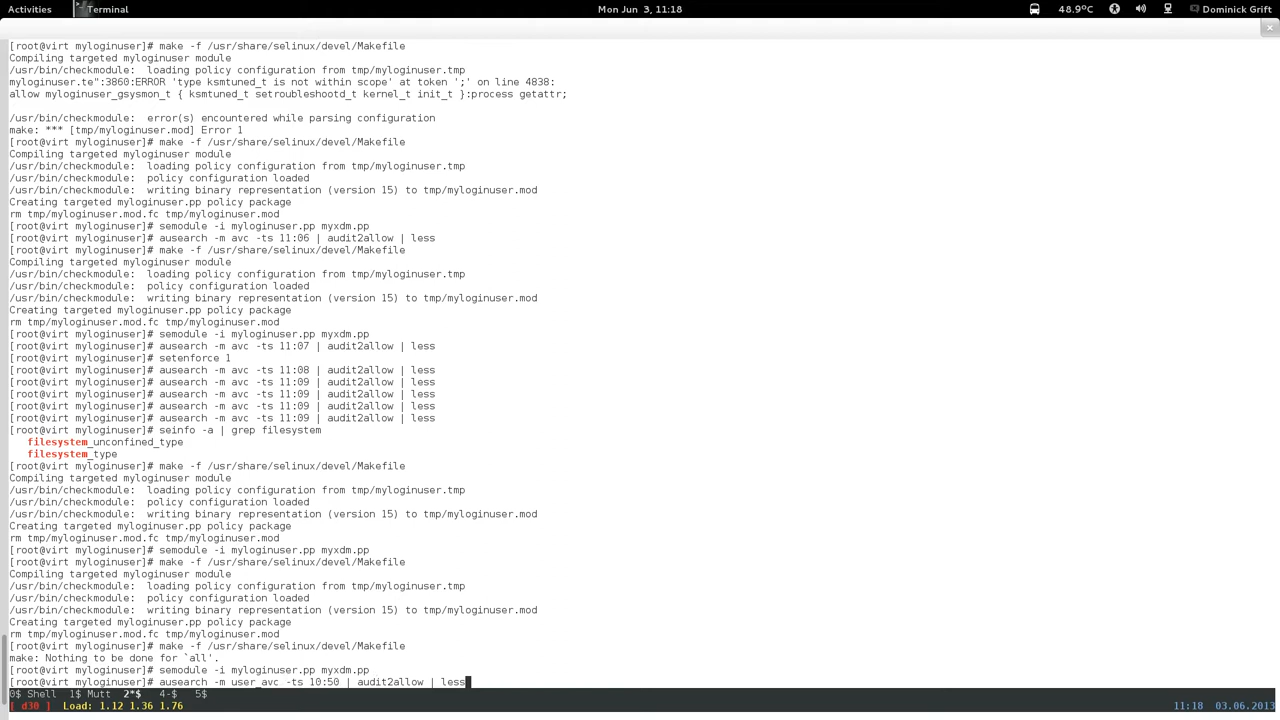 Activities Terminal Mon Jun 3, 11:18 48.9°C Dominick Grift
[root@virt myloginuser]# make -f /usr/share/selinux/devel/Makefile
Compiling targeted myloginuser module
/usr/bin/checkmodule:  loading policy configuration from tmp/myloginuser.tmp
myloginuser.te":3860:ERROR 'type ksmtuned_t is not within scope' at token ';' on line 4838:
allow myloginuser_gsysmon_t { ksmtuned_t setroubleshootd_t kernel_t init_t }:process getattr;
/usr/bin/checkmodule:  error(s) encountered while parsing configuration
make: *** [tmp/myloginuser.mod] Error 1
[root@virt myloginuser]# make -f /usr/share/selinux/devel/Makefile
Compiling targeted myloginuser module
/usr/bin/checkmodule:  loading policy configuration from tmp/myloginuser.tmp
/usr/bin/checkmodule:  policy configuration loaded
/usr/bin/checkmodule:  writing binary representation (version 15) to tmp/myloginuser.mod
Creating targeted myloginuser.pp policy package
rm tmp/myloginuser.mod.fc tmp/myloginuser.mod
[root@virt myloginuser]# semodule -i myloginuser.pp myxdm.pp
[root@virt myloginuser]# ausearch -m avc -ts 11:06 | audit2allow | less
[root@virt myloginuser]# make -f /usr/share/selinux/devel/Makefile
Compiling targeted myloginuser module
/usr/bin/checkmodule:  loading policy configuration from tmp/myloginuser.tmp
/usr/bin/checkmodule:  policy configuration loaded
/usr/bin/checkmodule:  writing binary representation (version 15) to tmp/myloginuser.mod
Creating targeted myloginuser.pp policy package
rm tmp/myloginuser.mod.fc tmp/myloginuser.mod
[root@virt myloginuser]# semodule -i myloginuser.pp myxdm.pp
[root@virt myloginuser]# ausearch -m avc -ts 11:07 | audit2allow | less
[root@virt myloginuser]# setenforce 1
[root@virt myloginuser]# ausearch -m avc -ts 11:08 | audit2allow | less
[root@virt myloginuser]# ausearch -m avc -ts 11:09 | audit2allow | less
[root@virt myloginuser]# ausearch -m avc -ts 11:09 | audit2allow | less
[root@virt myloginuser]# ausearch -m avc -ts 11:09 | audit2allow | less
[root@virt myloginuser]# ausearch -m avc -ts 11:09 | audit2allow | less
[root@virt myloginuser]# seinfo -a | grep filesystem
filesystem_unconfined_type
filesystem_type
[root@virt myloginuser]# make -f /usr/share/selinux/devel/Makefile
Compiling targeted myloginuser module
/usr/bin/checkmodule:  loading policy configuration from tmp/myloginuser.tmp
/usr/bin/checkmodule:  policy configuration loaded
/usr/bin/checkmodule:  writing binary representation (version 15) to tmp/myloginuser.mod
Creating targeted myloginuser.pp policy package
rm tmp/myloginuser.mod.fc tmp/myloginuser.mod
[root@virt myloginuser]# semodule -i myloginuser.pp myxdm.pp
[root@virt myloginuser]# make -f /usr/share/selinux/devel/Makefile
Compiling targeted myloginuser module
/usr/bin/checkmodule:  loading policy configuration from tmp/myloginuser.tmp
/usr/bin/checkmodule:  policy configuration loaded
/usr/bin/checkmodule:  writing binary representation (version 15) to tmp/myloginuser.mod
Creating targeted myloginuser.pp policy package
rm tmp/myloginuser.mod.fc tmp/myloginuser.mod
[root@virt myloginuser]# make -f /usr/share/selinux/devel/Makefile
make: Nothing to be done for `all'.
[root@virt myloginuser]# semodule -i myloginuser.pp myxdm.pp
[root@virt myloginuser]# ausearch -m user_avc -ts 10:50 | audit2allow | less
0$ Shell  1$ Mutt  2*$  4-$  5$
[ d30 ]  Load: 1.12 1.36 1.76 11:18 03.06.2013